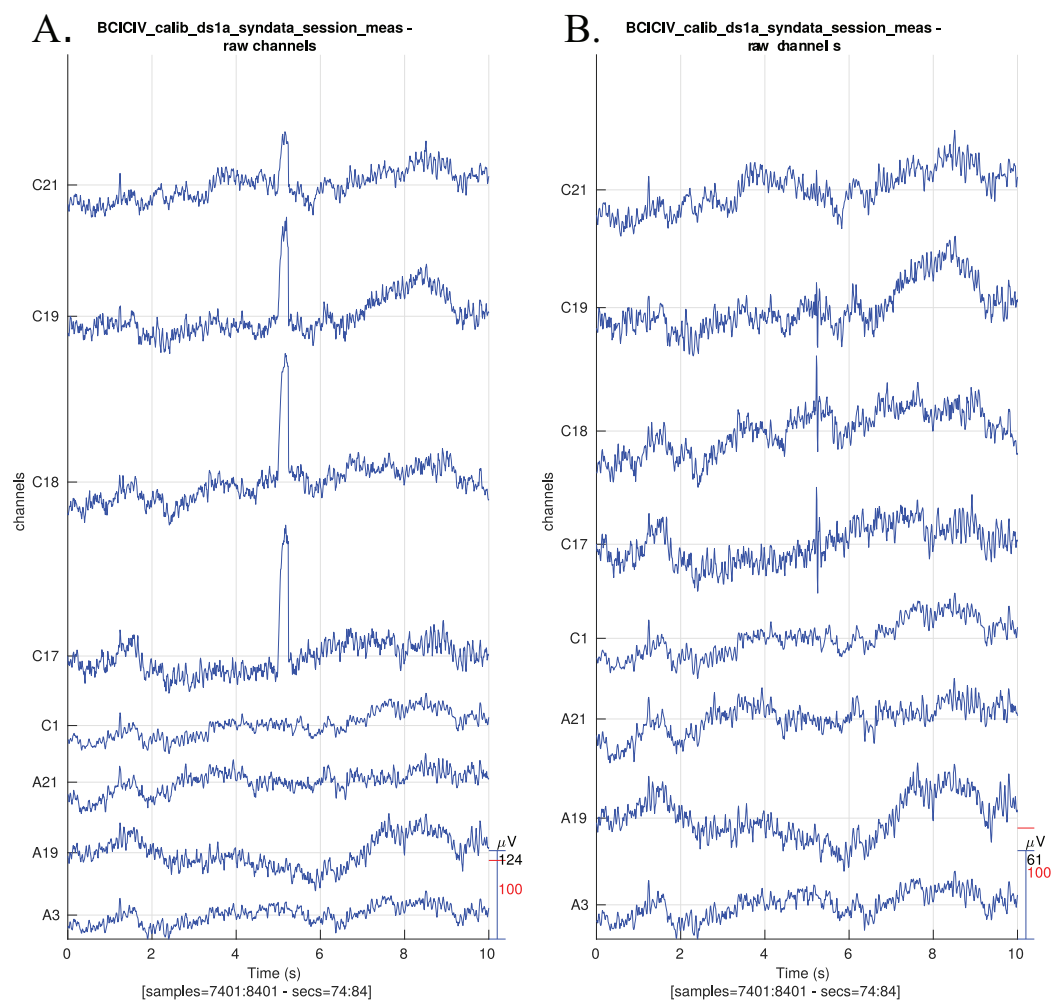 A.
BCICIV_calib_ds1a_syndata_session_meas -
raw channels
C21
C19
C18
C17
C1
A21
A19
A3
channels
μV
124
100
0 2 4 6 8 10
Time (s)
[samples=7401:8401 - secs=74:84]
B.
BCICIV_calib_ds1a_syndata_session_meas -
raw channel s
C21
C19
C18
C17
C1
A21
A19
A3
channels
μV
61
100
0 2 4 6 8 10
Time (s)
[samples=7401:8401 - secs=74:84]